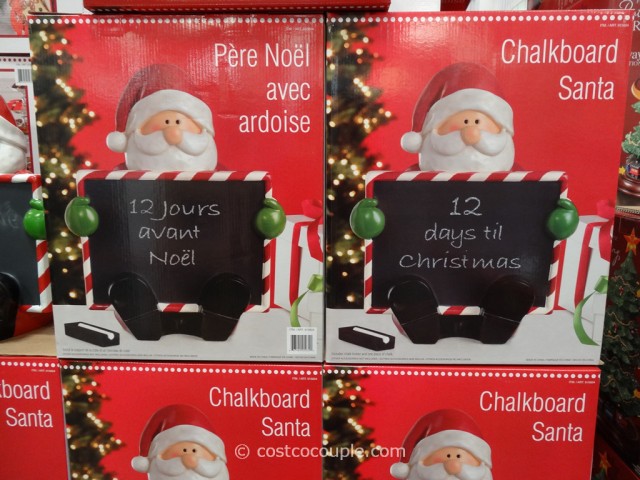 Père Noël
avec
ardoise
12 Jours
avant
Noël
Chalkboard
Santa
12
days til
Christmas
Chalkboard
Santa
Chalkboard
Santa
Chalkboard
Santa
© costcocouple.com